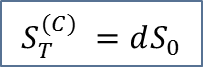 $S_T^{(C)} = dS_0$